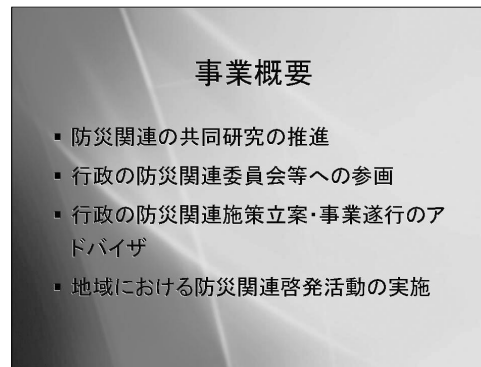 事業概要
▪ 防災関連の共同研究の推進
▪ 行政の防災関連委員会等への参画
▪ 行政の防災関連施策立案･事業遂行のア
ドバイザ
▪ 地域における防災関連啓発活動の実施